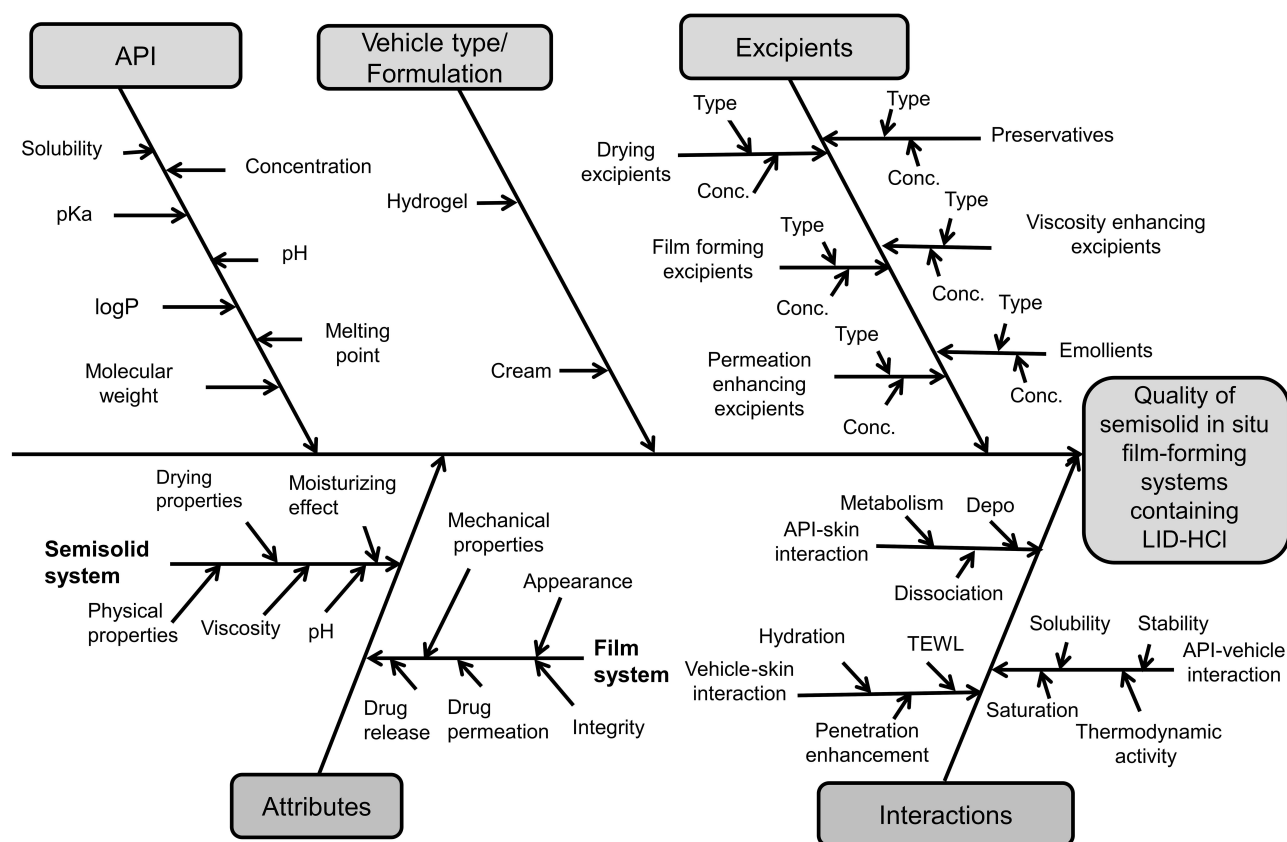 API
Vehicle type/
Formulation
Excipients
Solubility
Concentration
pKa
pH
logP
Melting
point
Molecular
weight
Hydrogel
Cream
Type
Drying
excipients
Conc.
Type
Preservatives
Conc.
Type
Film forming
excipients
Conc.
Type
Viscosity enhancing
excipients
Conc.
Type
Permeation
enhancing
excipients
Conc.
Type
Emollients
Conc.
Quality of
semisolid in situ
film-forming
systems
containing
LID-HCl
Drying
properties
Moisturizing
effect
Semisolid
system
Physical
properties
Viscosity
pH
Mechanical
properties
Appearance
Film
system
Drug
release
Drug
permeation
Integrity
Attributes
Metabolism
Depo
API-skin
interaction
Dissociation
Hydration
TEWL
Vehicle-skin
interaction
Penetration
enhancement
Solubility
Stability
API-vehicle
interaction
Saturation
Thermodynamic
activity
Interactions